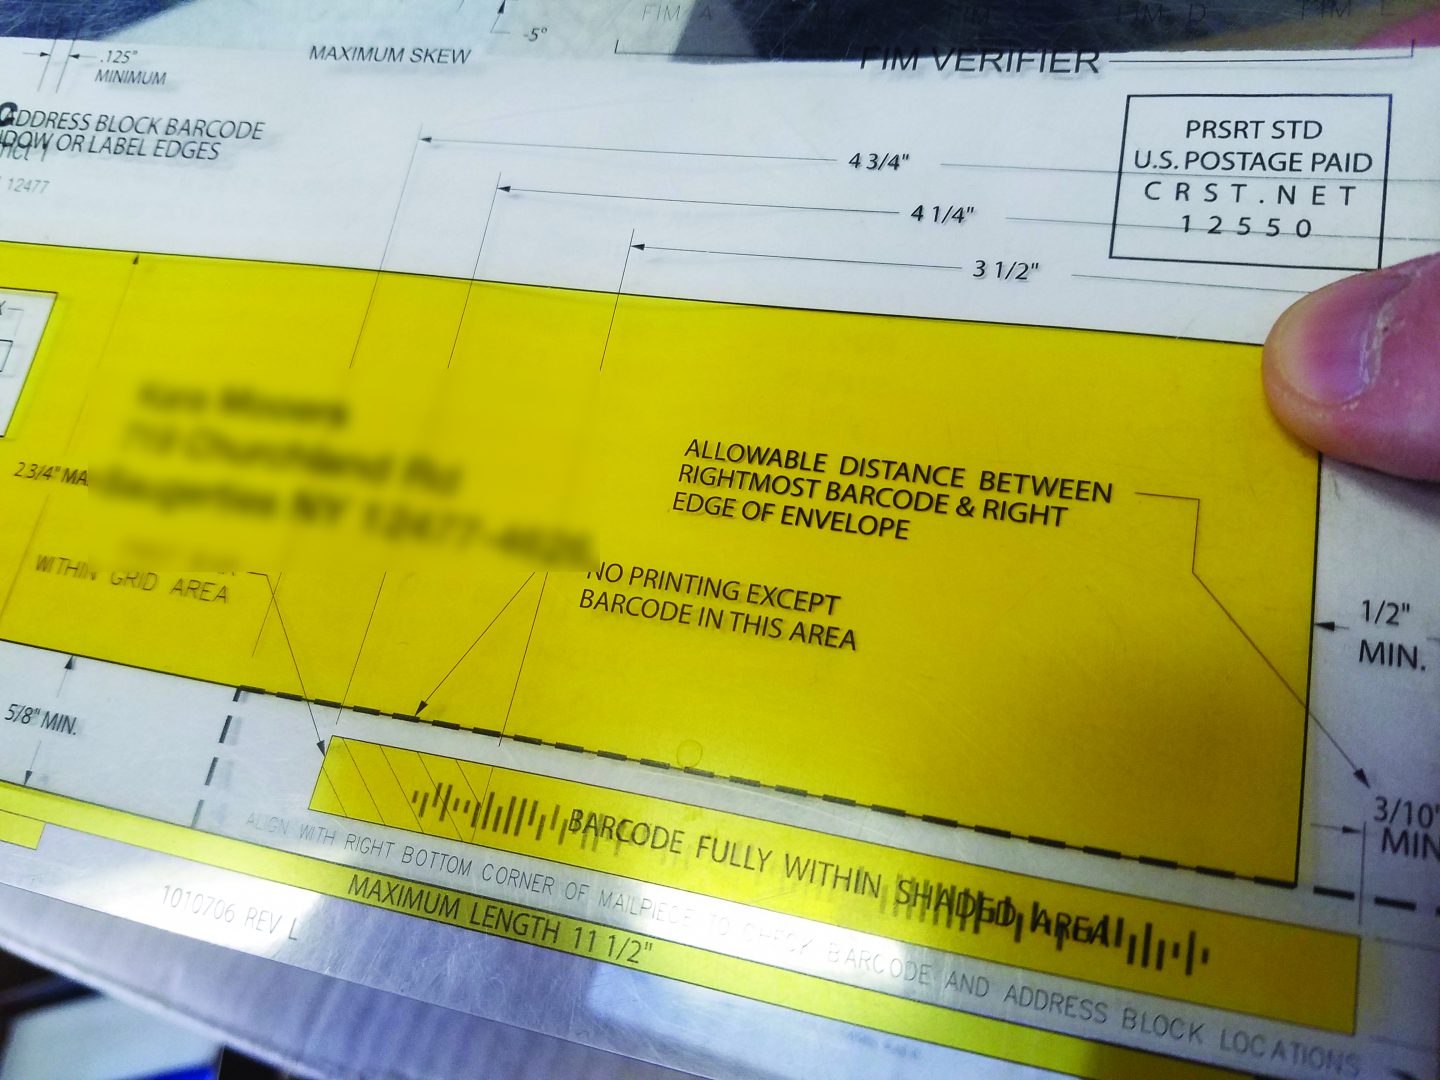 FIM A
FIM D
-5°
.125"
MINIMUM
MAXIMUM SKEW
FIM VERIFIER
ADDRESS BLOCK BARCODE
OR LABEL EDGES
12477
4 3/4"
4 1/4"
3 1/2"
PRSRT STD
U.S. POSTAGE PAID
CRST.NET
12550
2 3/4"
ALLOWABLE DISTANCE BETWEEN
RIGHTMOST BARCODE & RIGHT
EDGE OF ENVELOPE
WITHIN GRID AREA
NO PRINTING EXCEPT
BARCODE IN THIS AREA
1/2"
MIN.
5/8" MIN.
3/10"
MIN
BARCODE FULLY WITHIN SHADED AREA
ALIGN WITH RIGHT BOTTOM CORNER OF MAILPIECE TO CHECK BARCODE AND ADDRESS BLOCK LOCATIONS
MAXIMUM LENGTH 11 1/2"
1010706 REV L